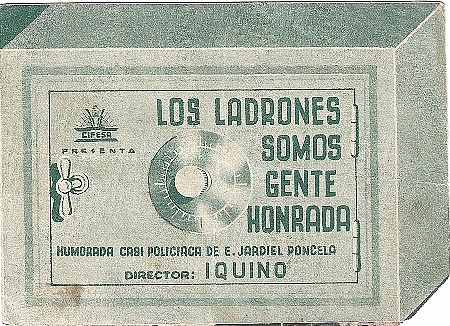 LOS LADRONES
SOMOS
GENTE
HONRADA
CIFESA
PRESENTA
HUMORADA CASI POLICIACA DE E. JARDIEL PONCELA
DIRECTOR: IQUINO